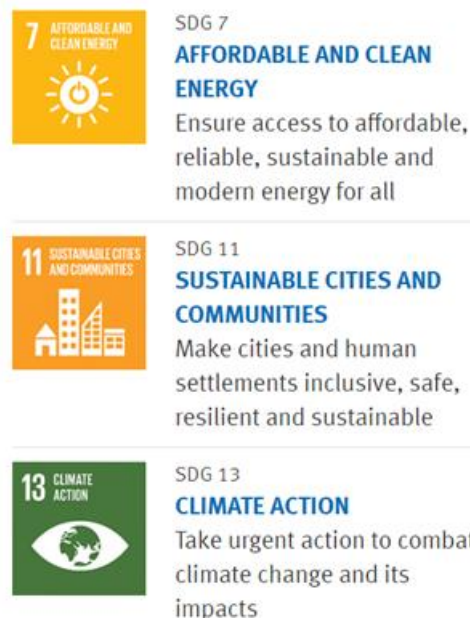 7 AFFORDABLE AND
CLEAN ENERGY
SDG 7
AFFORDABLE AND CLEAN
ENERGY
Ensure access to affordable,
reliable, sustainable and
modern energy for all
11 SUSTAINABLE CITIES
AND COMMUNITIES
SDG 11
SUSTAINABLE CITIES AND
COMMUNITIES
Make cities and human
settlements inclusive, safe,
resilient and sustainable
13 CLIMATE
ACTION
SDG 13
CLIMATE ACTION
Take urgent action to combat
climate change and its
impacts